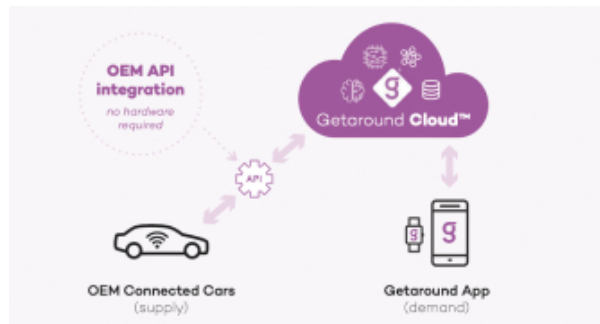 OEM API
integration
no hardware
required
g
Getaround Cloud™
API
g
g
OEM Connected Cars
(supply)
Getaround App
(demand)